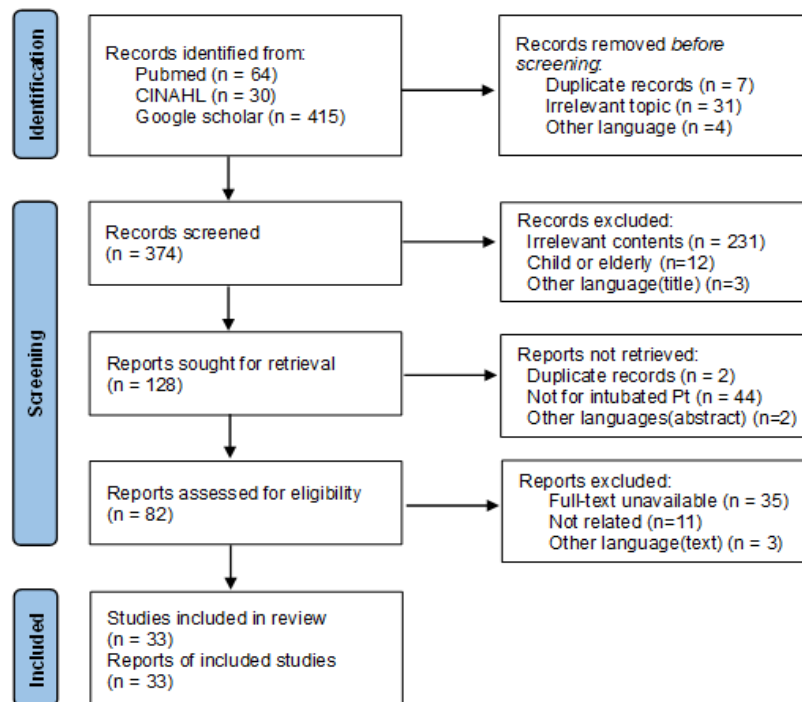 Identification
Records identified from:
Pubmed (n = 64)
CINAHL (n = 30)
Google scholar (n = 415)
Records removed before
screening:
Duplicate records (n = 7)
Irrelevant topic (n = 31)
Other language (n =4)
Screening
Records screened
(n = 374)
Records excluded:
Irrelevant contents (n = 231)
Child or elderly (n=12)
Other language(title) (n=3)
Reports sought for retrieval
(n = 128)
Reports not retrieved:
Duplicate records (n = 2)
Not for intubated Pt (n = 44)
Other languages(abstract) (n=2)
Reports assessed for eligibility
(n = 82)
Reports excluded:
Full-text unavailable (n = 35)
Not related (n=11)
Other language(text) (n = 3)
Included
Studies included in review
(n = 33)
Reports of included studies
(n = 33)